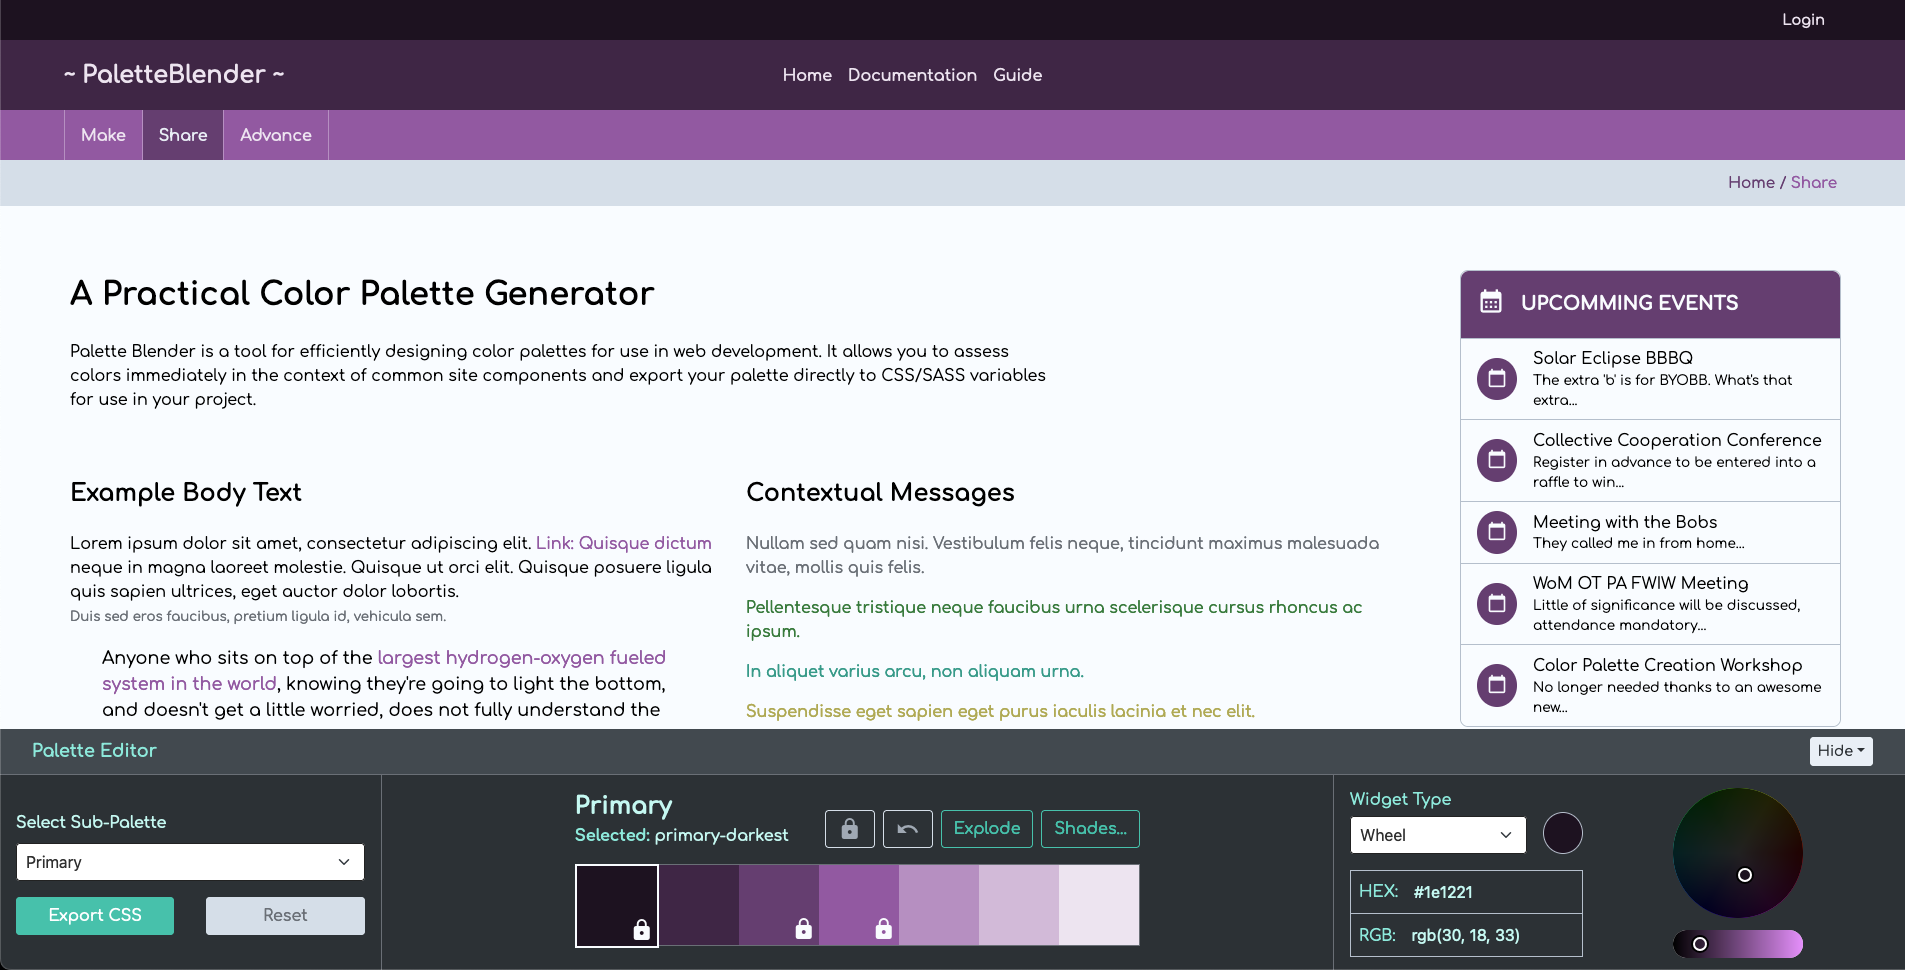 Login
~ PaletteBlender ~
Home Documentation Guide
Make Share Advance
Home / Share
A Practical Color Palette Generator
Palette Blender is a tool for efficiently designing color palettes for use in web development. It allows you to assess
colors immediately in the context of common site components and export your palette directly to CSS/SASS variables
for use in your project.
Example Body Text
Lorem ipsum dolor sit amet, consectetur adipiscing elit. Link: Quisque dictum
neque in magna laoreet molestie. Quisque ut orci elit. Quisque posuere ligula
quis sapien ultrices, eget auctor dolor lobortis.
Duis sed eros faucibus, pretium ligula id, vehicula sem.
Anyone who sits on top of the largest hydrogen-oxygen fueled
system in the world, knowing they're going to light the bottom,
and doesn't get a little worried, does not fully understand the
Contextual Messages
Nullam sed quam nisi. Vestibulum felis neque, tincidunt maximus malesuada
vitae, mollis quis felis.
Pellentesque tristique neque faucibus urna scelerisque cursus rhoncus ac
ipsum.
In aliquet varius arcu, non aliquam urna.
Suspendisse eget sapien eget purus iaculis lacinia et nec elit.
UPCOMMING EVENTS
Solar Eclipse BBBQ
The extra 'b' is for BYOBB. What's that
extra...
Collective Cooperation Conference
Register in advance to be entered into a
raffle to win...
Meeting with the Bobs
They called me in from home...
WoM OT PA FWIW Meeting
Little of significance will be discussed,
attendance mandatory...
Color Palette Creation Workshop
No longer needed thanks to an awesome
new...
Palette Editor
Hide
Select Sub-Palette
Primary
Export CSS
Reset
Primary
Selected: primary-darkest
Explode
Shades...
Widget Type
Wheel
HEX: #1e1221
RGB: rgb(30, 18, 33)